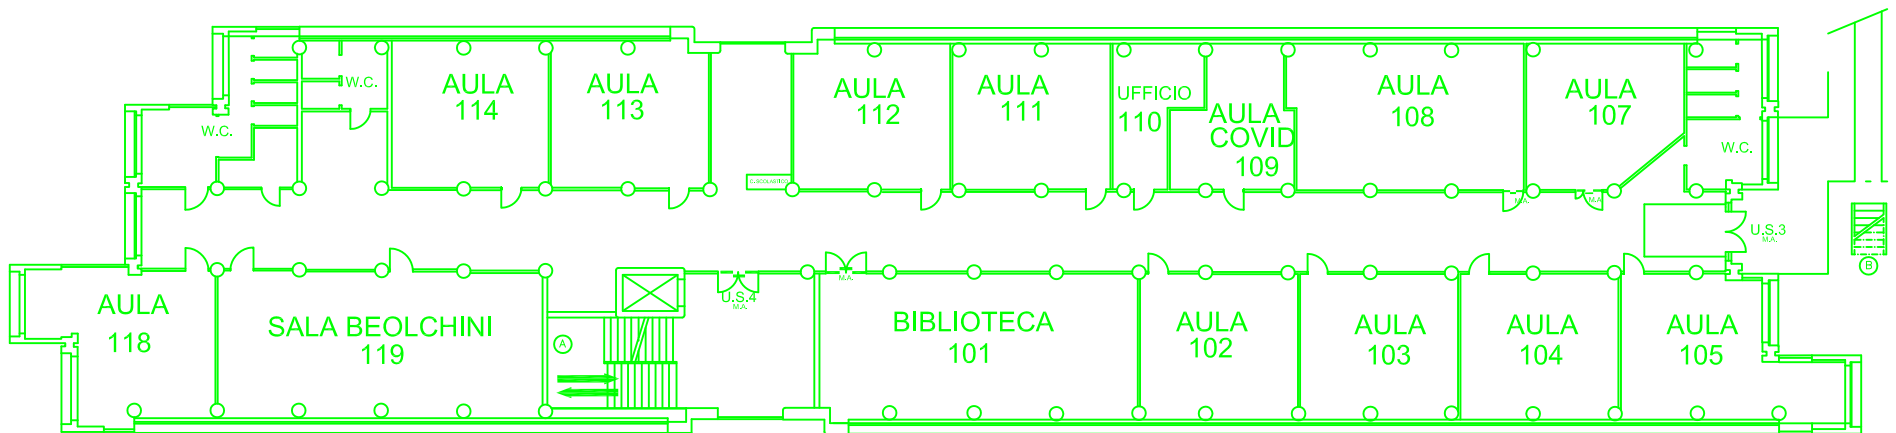 W.C.
W.C.
AULA
114
AULA
113
C.SCOLASTICO
AULA
112
AULA
111
UFFICIO
110
AULA
COVID
109
AULA
108
AULA
107
W.C.
M.A.
M.A.
U.S.3
M.A.
B
AULA
118
SALA BEOLCHINI
119
A
U.S.4
M.A.
M.A.
BIBLIOTECA
101
AULA
102
AULA
103
AULA
104
AULA
105